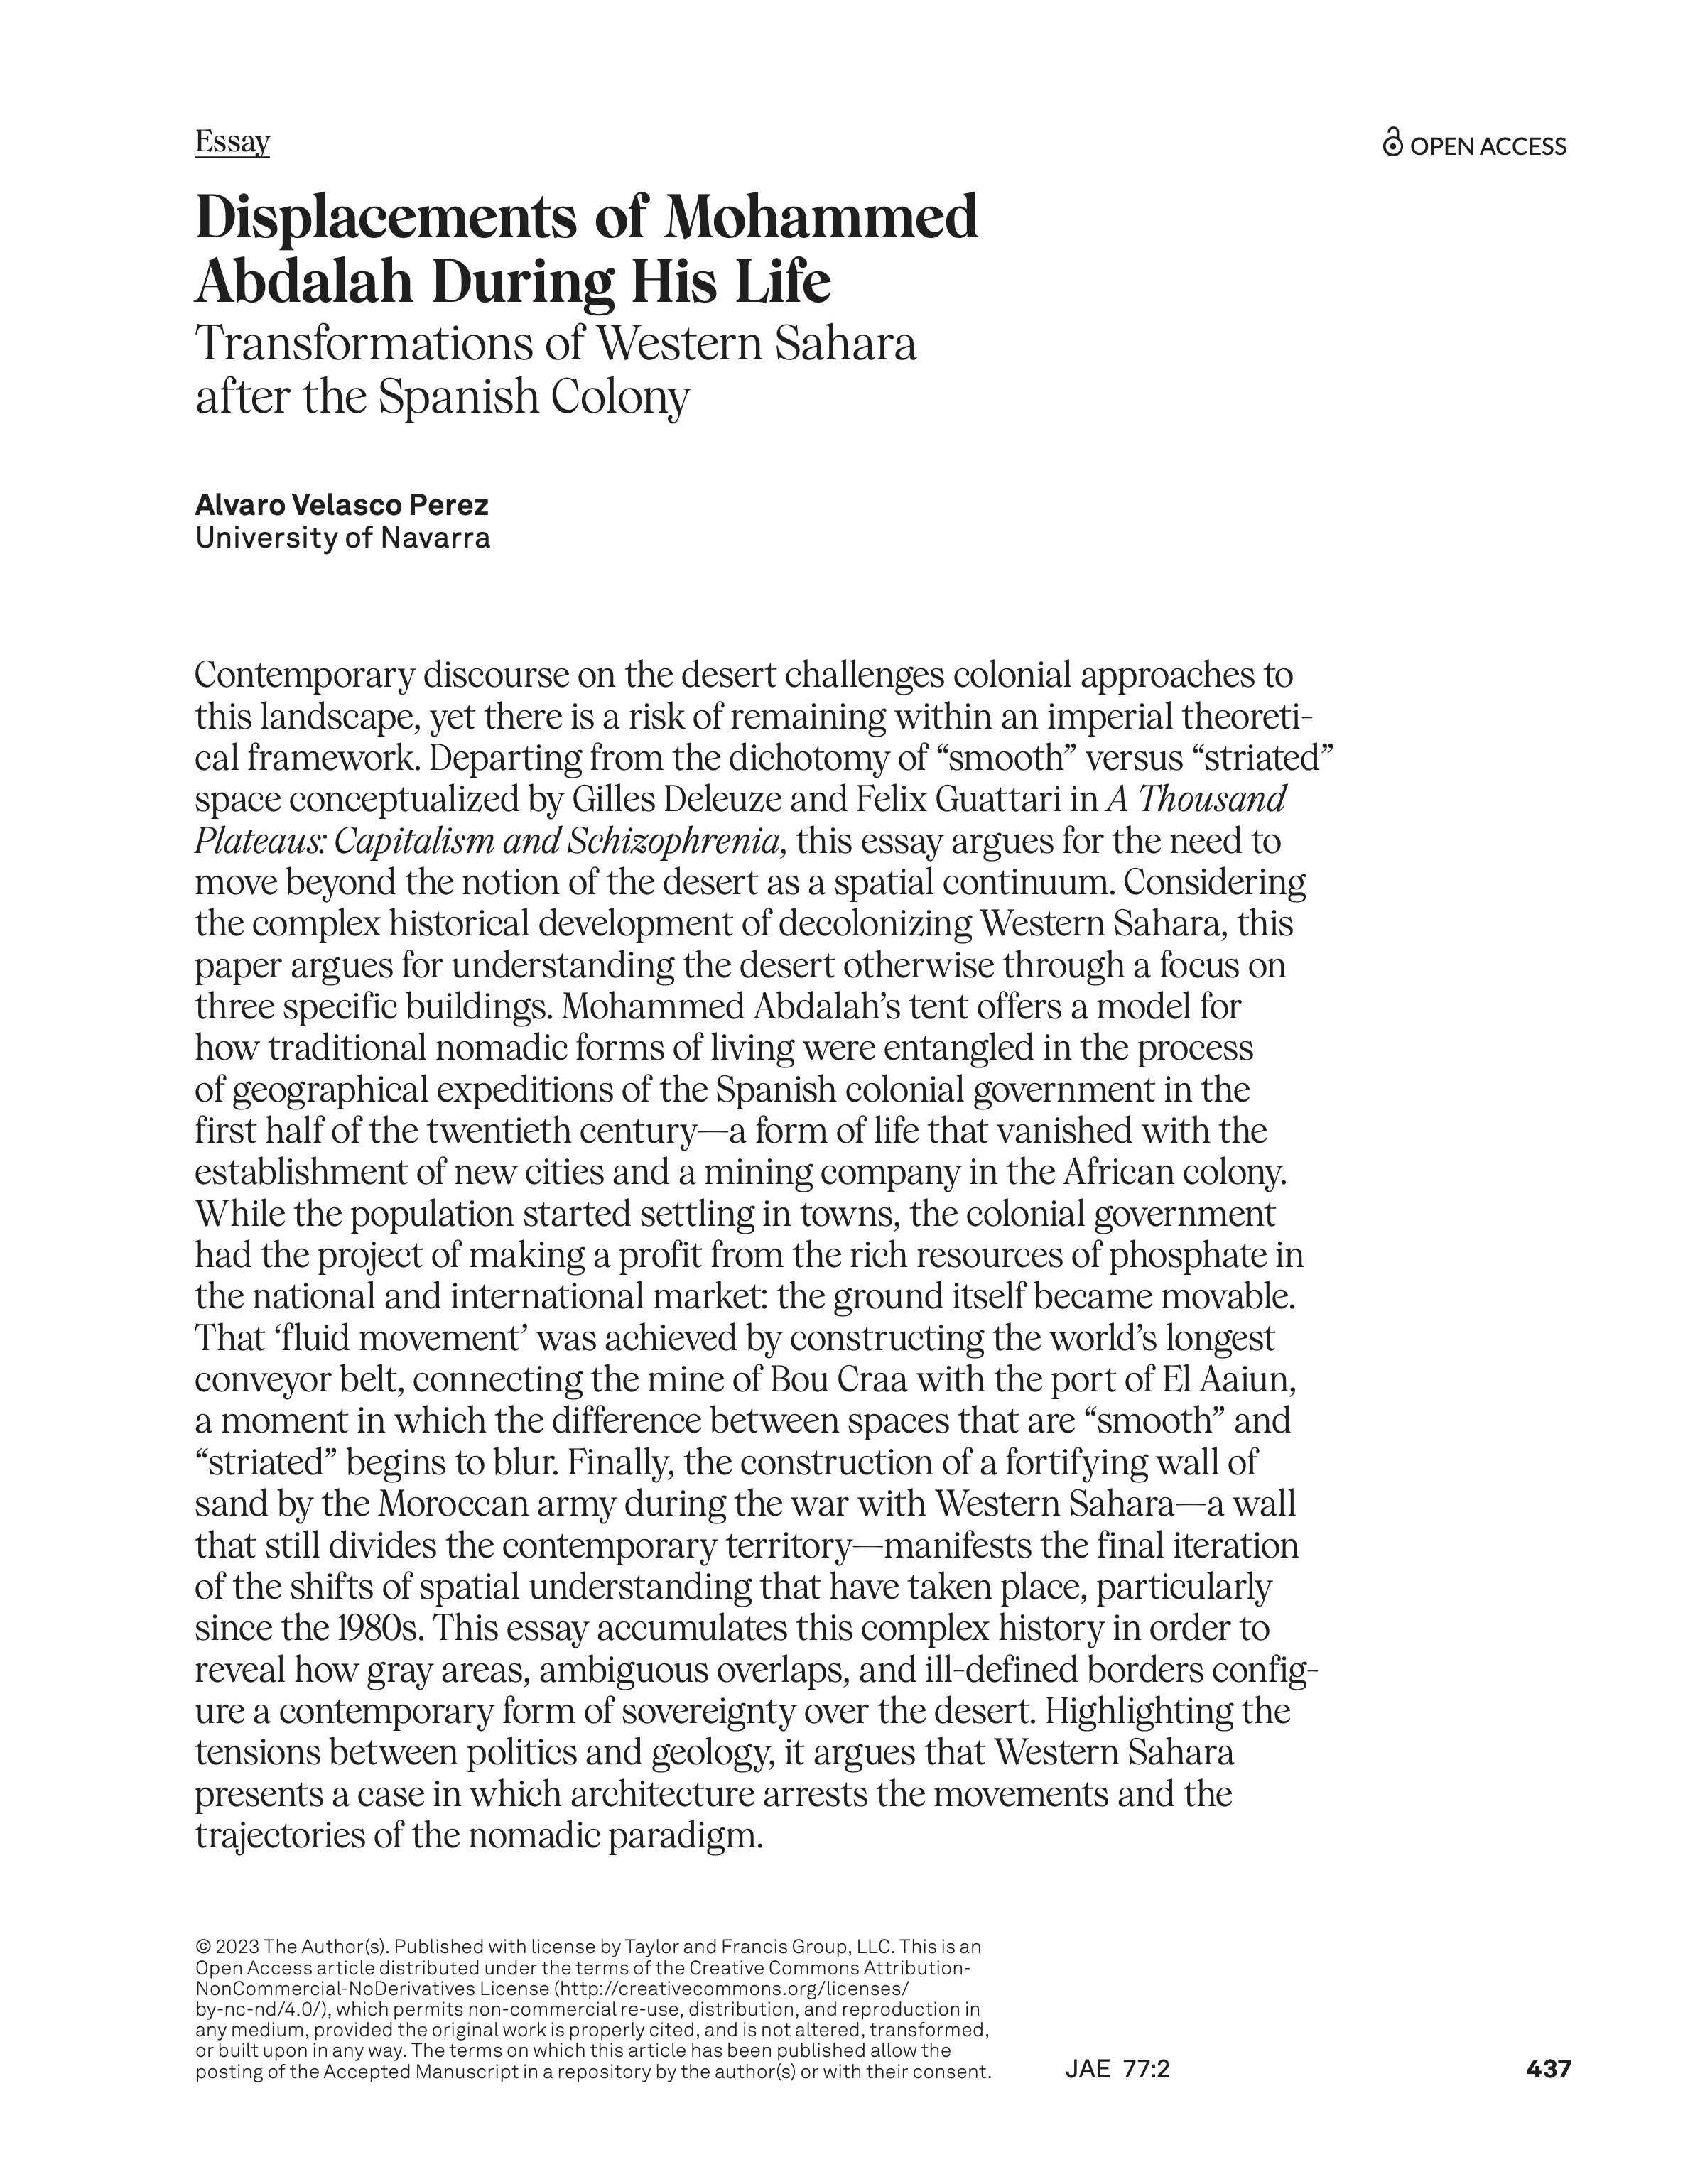 Essay
OPEN ACCESS
Displacements of Mohammed
Abdalah During His Life
Transformations of Western Sahara
after the Spanish Colony
Alvaro Velasco Perez
University of Navarra
Contemporary discourse on the desert challenges colonial approaches to
this landscape, yet there is a risk of remaining within an imperial theoreti-
cal framework. Departing from the dichotomy of “smooth” versus “striated”
space conceptualized by Gilles Deleuze and Felix Guattari in A Thousand
Plateaus: Capitalism and Schizophrenia, this essay argues for the need to
move beyond the notion of the desert as a spatial continuum. Considering
the complex historical development of decolonizing Western Sahara, this
paper argues for understanding the desert otherwise through a focus on
three specific buildings. Mohammed Abdalah’s tent offers a model for
how traditional nomadic forms of living were entangled in the process
of geographical expeditions of the Spanish colonial government in the
first half of the twentieth century—a form of life that vanished with the
establishment of new cities and a mining company in the African colony.
While the population started settling in towns, the colonial government
had the project of making a profit from the rich resources of phosphate in
the national and international market: the ground itself became movable.
That ‘fluid movement’ was achieved by constructing the world’s longest
conveyor belt, connecting the mine of Bou Craa with the port of El Aaiun,
a moment in which the difference between spaces that are “smooth” and
“striated” begins to blur. Finally, the construction of a fortifying wall of
sand by the Moroccan army during the war with Western Sahara—a wall
that still divides the contemporary territory—manifests the final iteration
of the shifts of spatial understanding that have taken place, particularly
since the 1980s. This essay accumulates this complex history in order to
reveal how gray areas, ambiguous overlaps, and ill-defined borders config-
ure a contemporary form of sovereignty over the desert. Highlighting the
tensions between politics and geology, it argues that Western Sahara
presents a case in which architecture arrests the movements and the
trajectories of the nomadic paradigm.
© 2023 The Author(s). Published with license by Taylor and Francis Group, LLC. This is an
Open Access article distributed under the terms of the Creative Commons Attribution-
NonCommercial-NoDerivatives License (http://creativecommons.org/licenses/
by-nc-nd/4.0/), which permits non-commercial re-use, distribution, and reproduction in
any medium, provided the original work is properly cited, and is not altered, transformed,
or built upon in any way. The terms on which this article has been published allow the
posting of the Accepted Manuscript in a repository by the author(s) or with their consent.
JAE 77:2
437